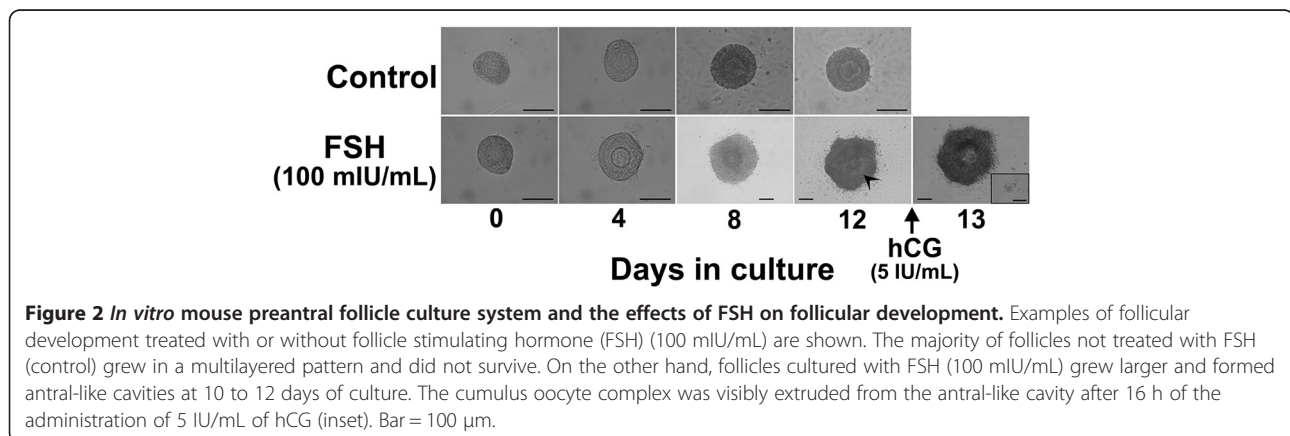 Control
FSH
(100 mIU/mL)
0 4 8 12 13
hCG
(5 IU/mL)
Days in culture
Figure 2 In vitro mouse preantral follicle culture system and the effects of FSH on follicular development. Examples of follicular
development treated with or without follicle stimulating hormone (FSH) (100 mIU/mL) are shown. The majority of follicles not treated with FSH
(control) grew in a multilayered pattern and did not survive. On the other hand, follicles cultured with FSH (100 mIU/mL) grew larger and formed
antral-like cavities at 10 to 12 days of culture. The cumulus oocyte complex was visibly extruded from the antral-like cavity after 16 h of the
administration of 5 IU/mL of hCG (inset). Bar = 100 μm.